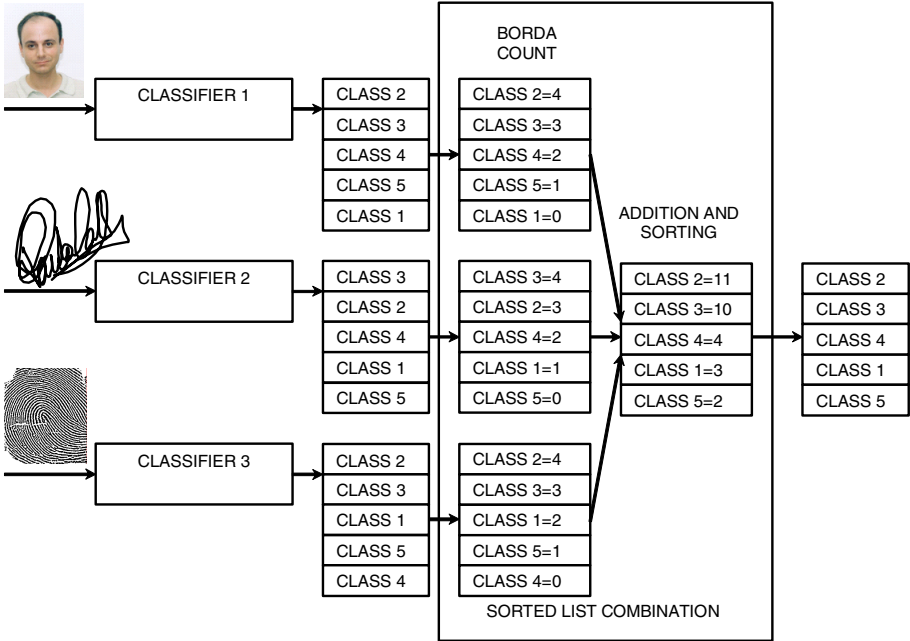 BORDA
COUNT
CLASSIFIER 1
CLASS 2
CLASS 3
CLASS 4
CLASS 5
CLASS 1
CLASS 2=4
CLASS 3=3
CLASS 4=2
CLASS 5=1
CLASS 1=0
CLASSIFIER 2
CLASS 3
CLASS 2
CLASS 4
CLASS 1
CLASS 5
CLASS 3=4
CLASS 2=3
CLASS 4=2
CLASS 1=1
CLASS 5=0
CLASSIFIER 3
CLASS 2
CLASS 3
CLASS 1
CLASS 5
CLASS 4
CLASS 2=4
CLASS 3=3
CLASS 1=2
CLASS 5=1
CLASS 4=0
ADDITION AND
SORTING
CLASS 2=11
CLASS 3=10
CLASS 4=4
CLASS 1=3
CLASS 5=2
CLASS 2
CLASS 3
CLASS 4
CLASS 1
CLASS 5
SORTED LIST COMBINATION